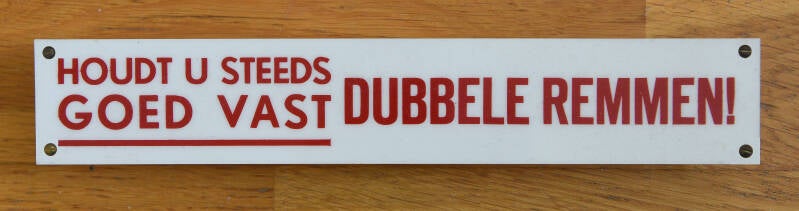 HOUDT U STEEDS
GOED VAST
DUBBELE REMMEN!